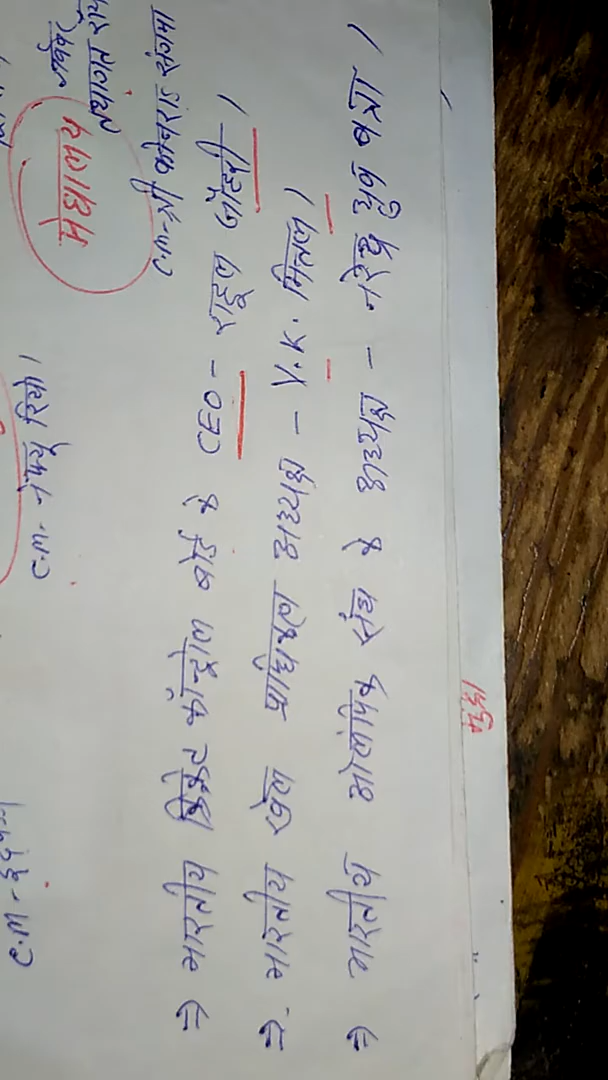 C.M - श्री कोनराड संगमा
मेघालय
C.M - नेफ्यू रियो ।
⇒ भारतीय क्रिकेट कंट्रोल बोर्ड के CEO - राहुल जौहरी ।
⇒ भारतीय खेल प्राधिकरण अध्यक्ष - V.K. मितल ।
⇒ भारतीय ओलंपिक संघ के अध्यक्ष - नरेन्द्र ध्रुव बत्रा ।